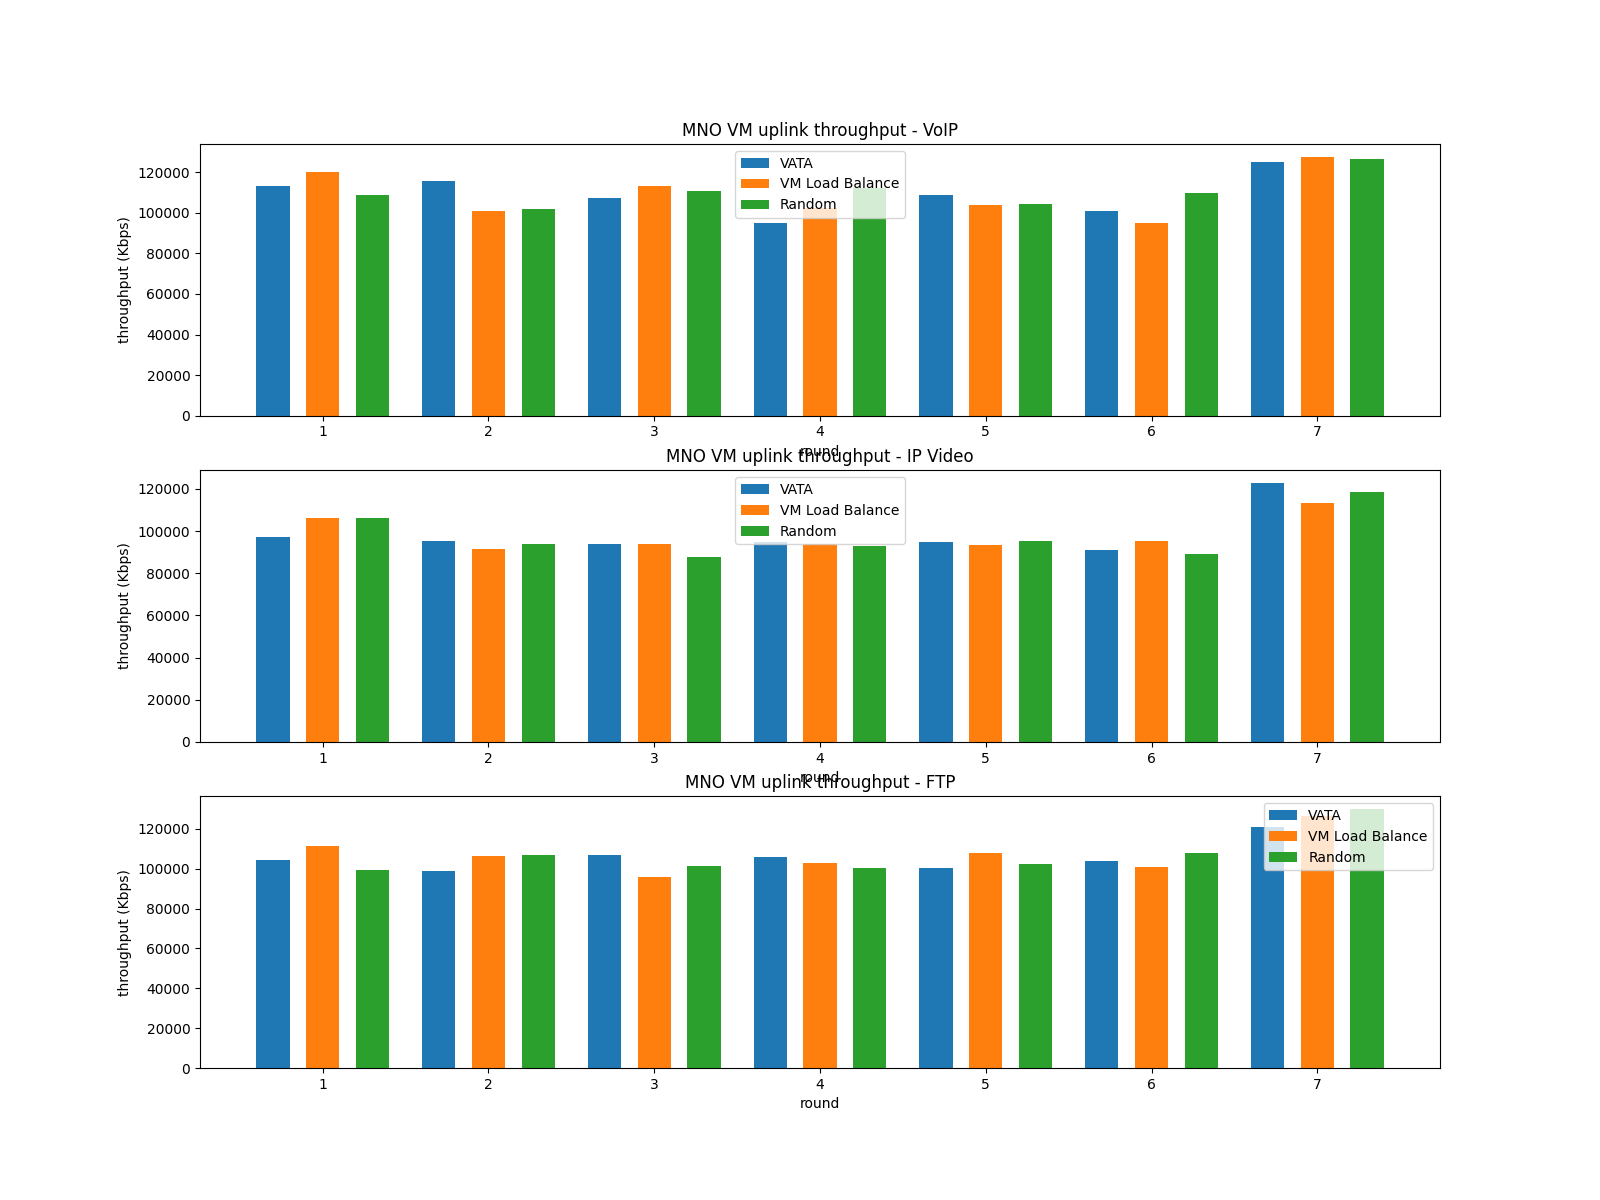 MNO VM uplink throughput - VoIP
throughput (Kbps)
120000
100000
80000
60000
40000
20000
0
VATA
VM Load Balance
Random
1 2 3 4 5 6 7
round
MNO VM uplink throughput - IP Video
throughput (Kbps)
120000
100000
80000
60000
40000
20000
0
VATA
VM Load Balance
Random
1 2 3 4 5 6 7
round
MNO VM uplink throughput - FTP
throughput (Kbps)
120000
100000
80000
60000
40000
20000
0
VATA
VM Load Balance
Random
1 2 3 4 5 6 7
round